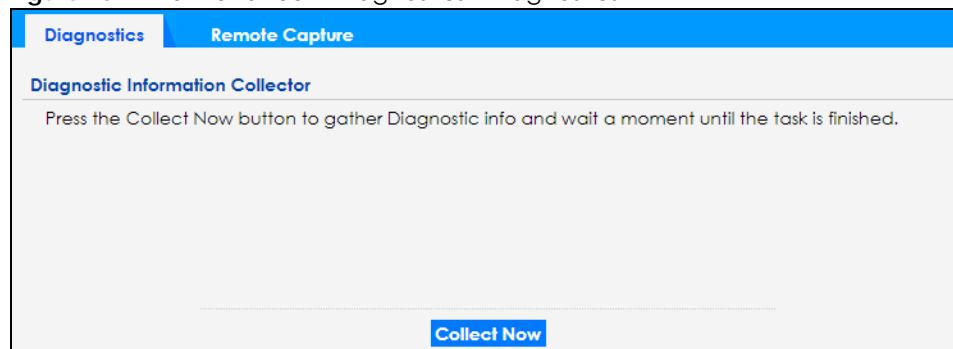 Diagnostics Remote Capture
Diagnostic Information Collector
Press the Collect Now button to gather Diagnostic info and wait a moment until the task is finished.
Collect Now